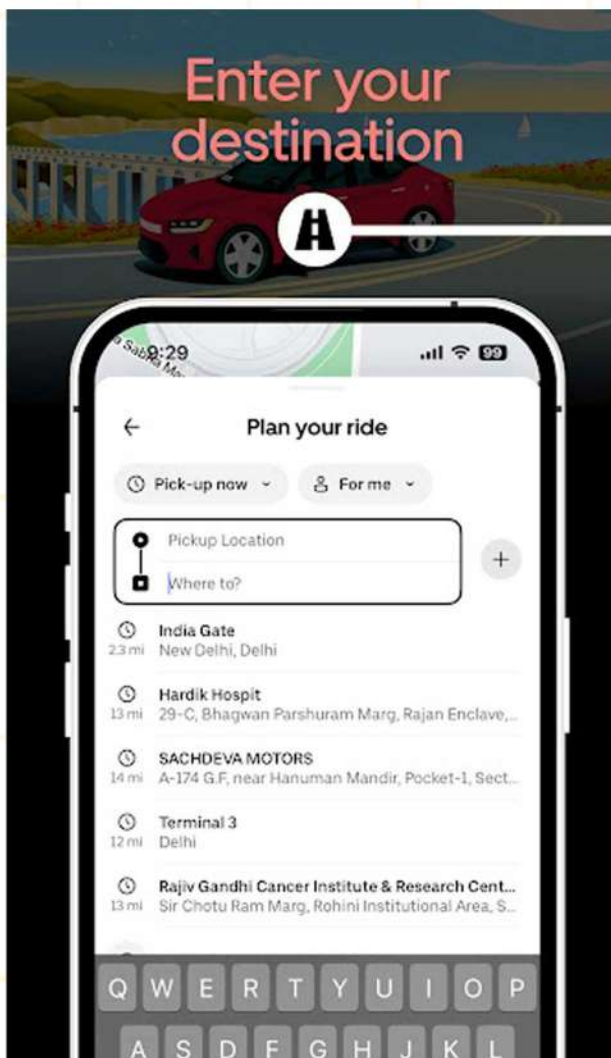 Enter your
destination
a Sabha Ma
9:29
99
Plan your ride
Pick-up now
For me
Pickup Location
Where to?
India Gate
2.3 mi New Delhi, Delhi
Hardik Hospit
13 mi 29-C, Bhagwan Parshuram Marg, Rajan Enclave,...
SACHDEVA MOTORS
14 mi A-174 G.F, near Hanuman Mandir, Pocket-1, Sect...
Terminal 3
12 mi Delhi
Rajiv Gandhi Cancer Institute & Research Cent...
13 mi Sir Chotu Ram Marg, Rohini Institutional Area, S...
Q W E R T Y U I O P
A S D F G H J K L